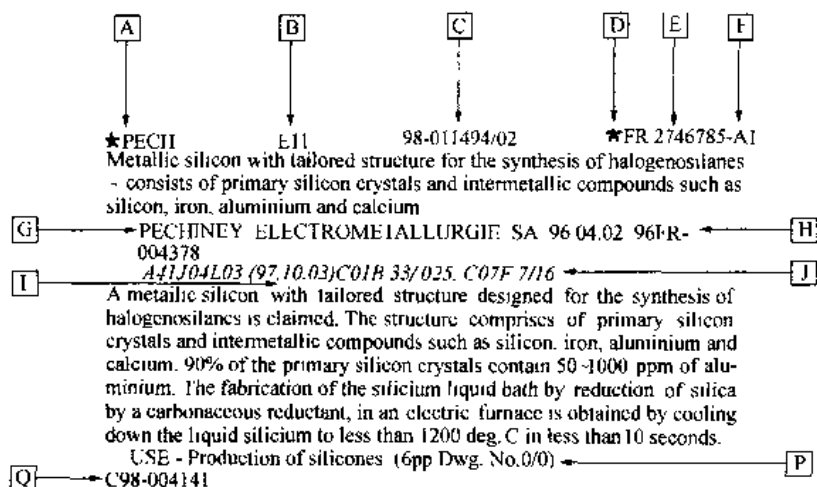 A B C D E F
★PECH E11 98-011494/02 ★FR 2746785-A1
Metallic silicon with tailored structure for the synthesis of halogenosilanes
- consists of primary silicon crystals and intermetallic compounds such as
silicon, iron, aluminium and calcium
G PECHINEY ELECTROMETALLURGIE SA 96.04.02 96FR- H
004378
I A41J04L03 (97.10.03)C01B 33/025, C07F 7/16 J
A metallic silicon with tailored structure designed for the synthesis of
halogenosilanes is claimed. The structure comprises of primary silicon
crystals and intermetallic compounds such as silicon. iron, aluminium and
calcium. 90% of the primary silicon crystals contain 50-1000 ppm of alu-
minium. The fabrication of the silicium liquid bath by reduction of silica
by a carbonaceous reductant, in an electric furnace is obtained by cooling
down the liquid silicium to less than 1200 deg. C in less than 10 seconds.
USE - Production of silicones (6pp Dwg. No.0/0) P
Q C98-004141